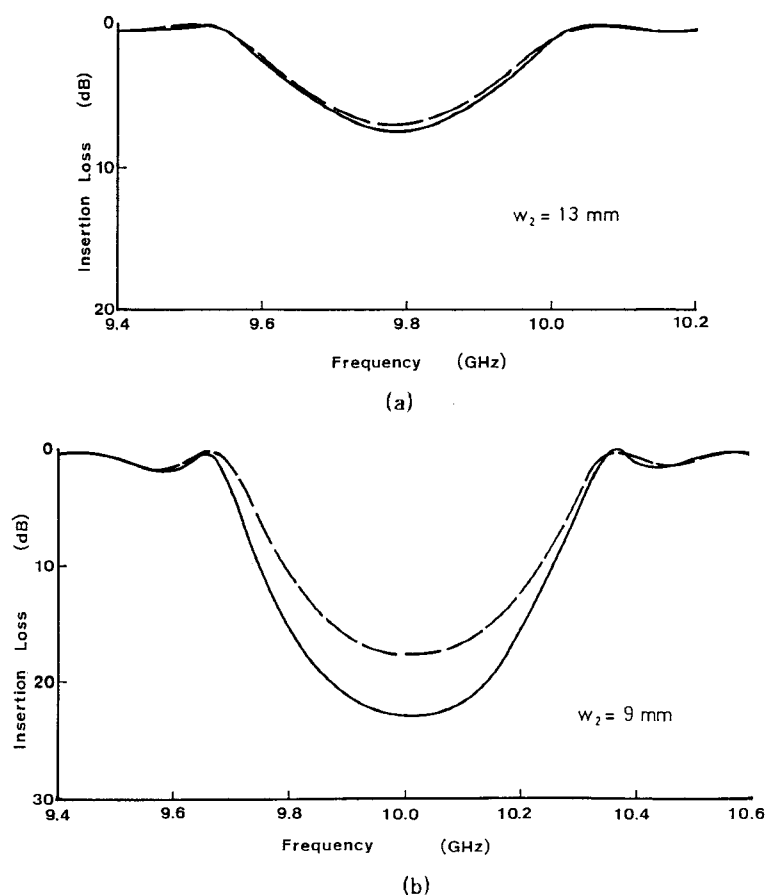 0
10
20
Insertion Loss (dB)
w₂ = 13 mm
9.4 9.6 9.8 10.0 10.2
Frequency (GHz)
(a)
0
10
20
30
Insertion Loss (dB)
w₂ = 9 mm
9.4 9.6 9.8 10.0 10.2 10.4 10.6
Frequency (GHz)
(b)